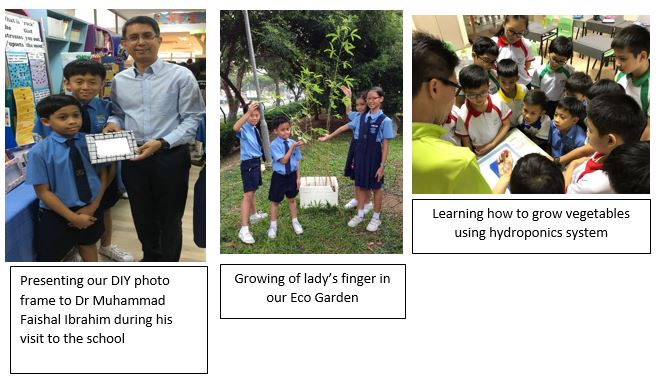 Presenting our DIY photo
frame to Dr Muhammad
Faishal Ibrahim during his
visit to the school
Growing of lady's finger in
our Eco Garden
Learning how to grow vegetables
using hydroponics system